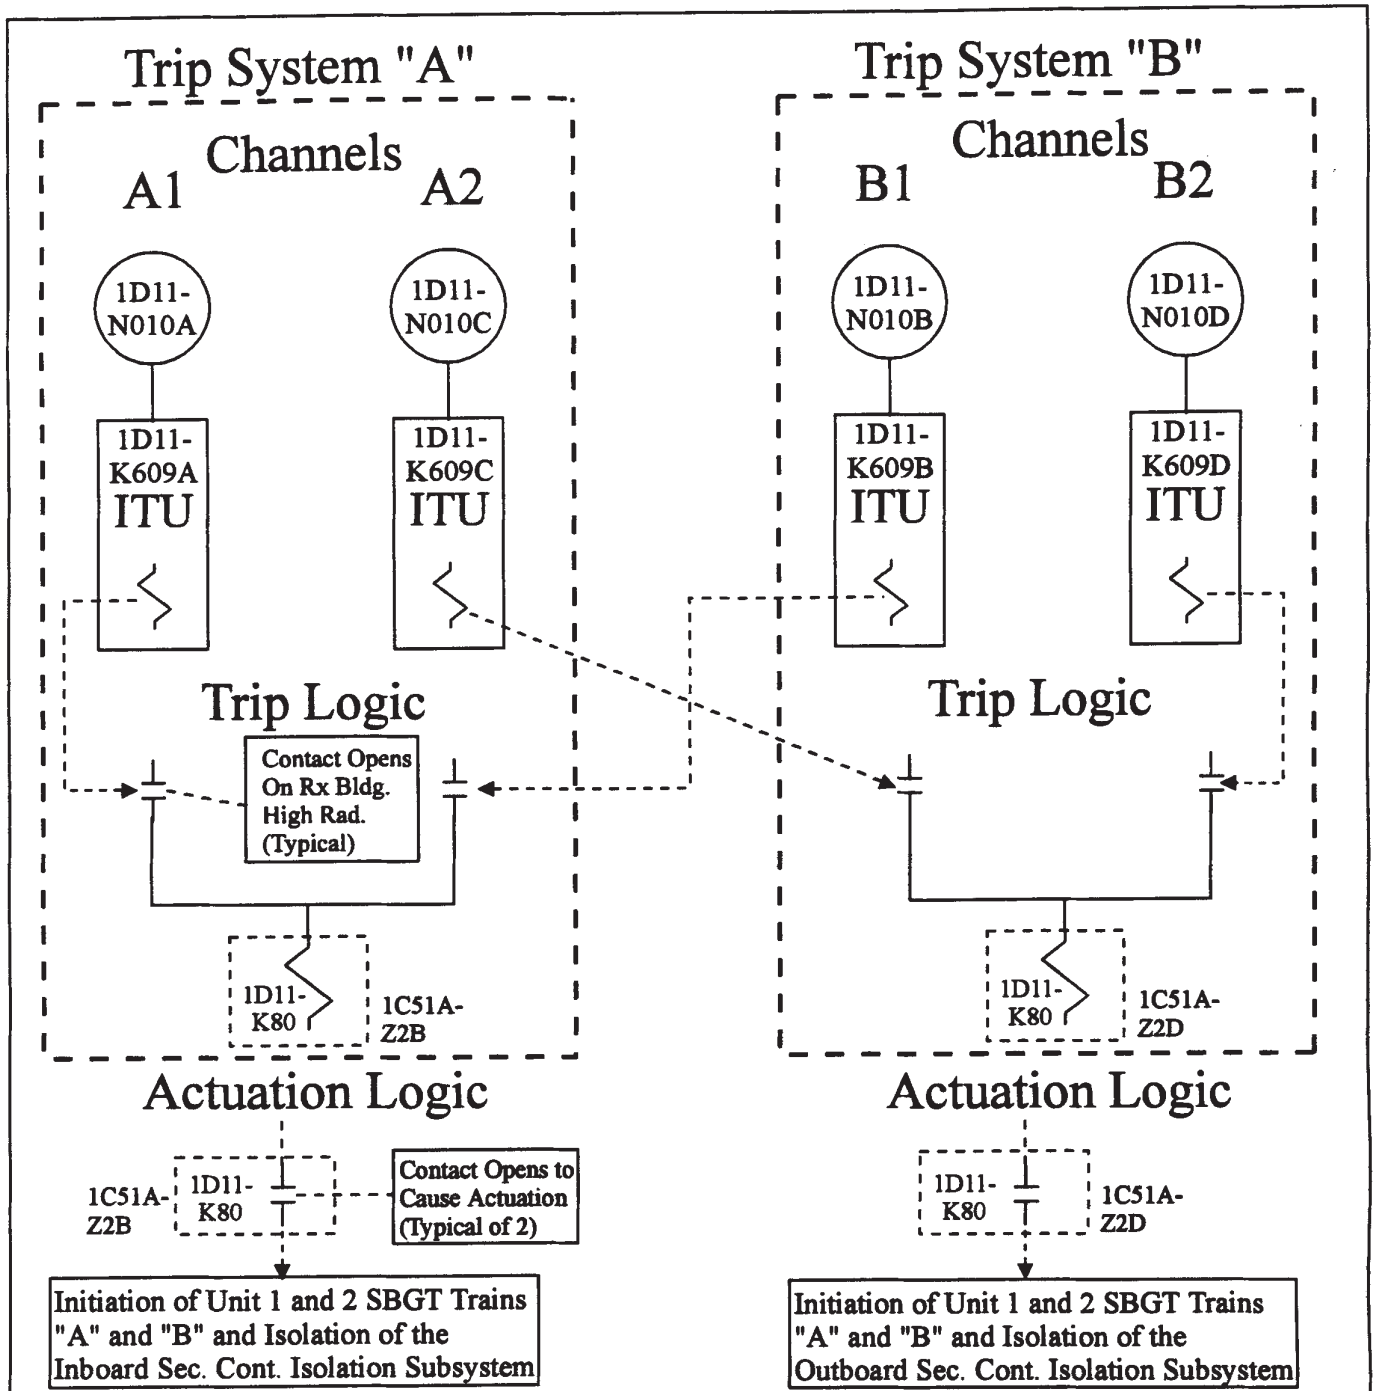 Trip System "A"
Channels
A1
A2
1D11-
N010A
1D11-
N010C
1D11-
K609A
ITU
1D11-
K609C
ITU
Trip Logic
Contact Opens
On Rx Bldg.
High Rad.
(Typical)
1D11-
K80
1C51A-
Z2B
Actuation Logic
1C51A-
Z2B
1D11-
K80
Contact Opens to
Cause Actuation
(Typical of 2)
Initiation of Unit 1 and 2 SBGT Trains
"A" and "B" and Isolation of the
Inboard Sec. Cont. Isolation Subsystem
Trip System "B"
Channels
B1
B2
1D11-
N010B
1D11-
N010D
1D11-
K609B
ITU
1D11-
K609D
ITU
Trip Logic
1D11-
K80
1C51A-
Z2D
Actuation Logic
1D11-
K80
1C51A-
Z2D
Initiation of Unit 1 and 2 SBGT Trains
"A" and "B" and Isolation of the
Outboard Sec. Cont. Isolation Subsystem